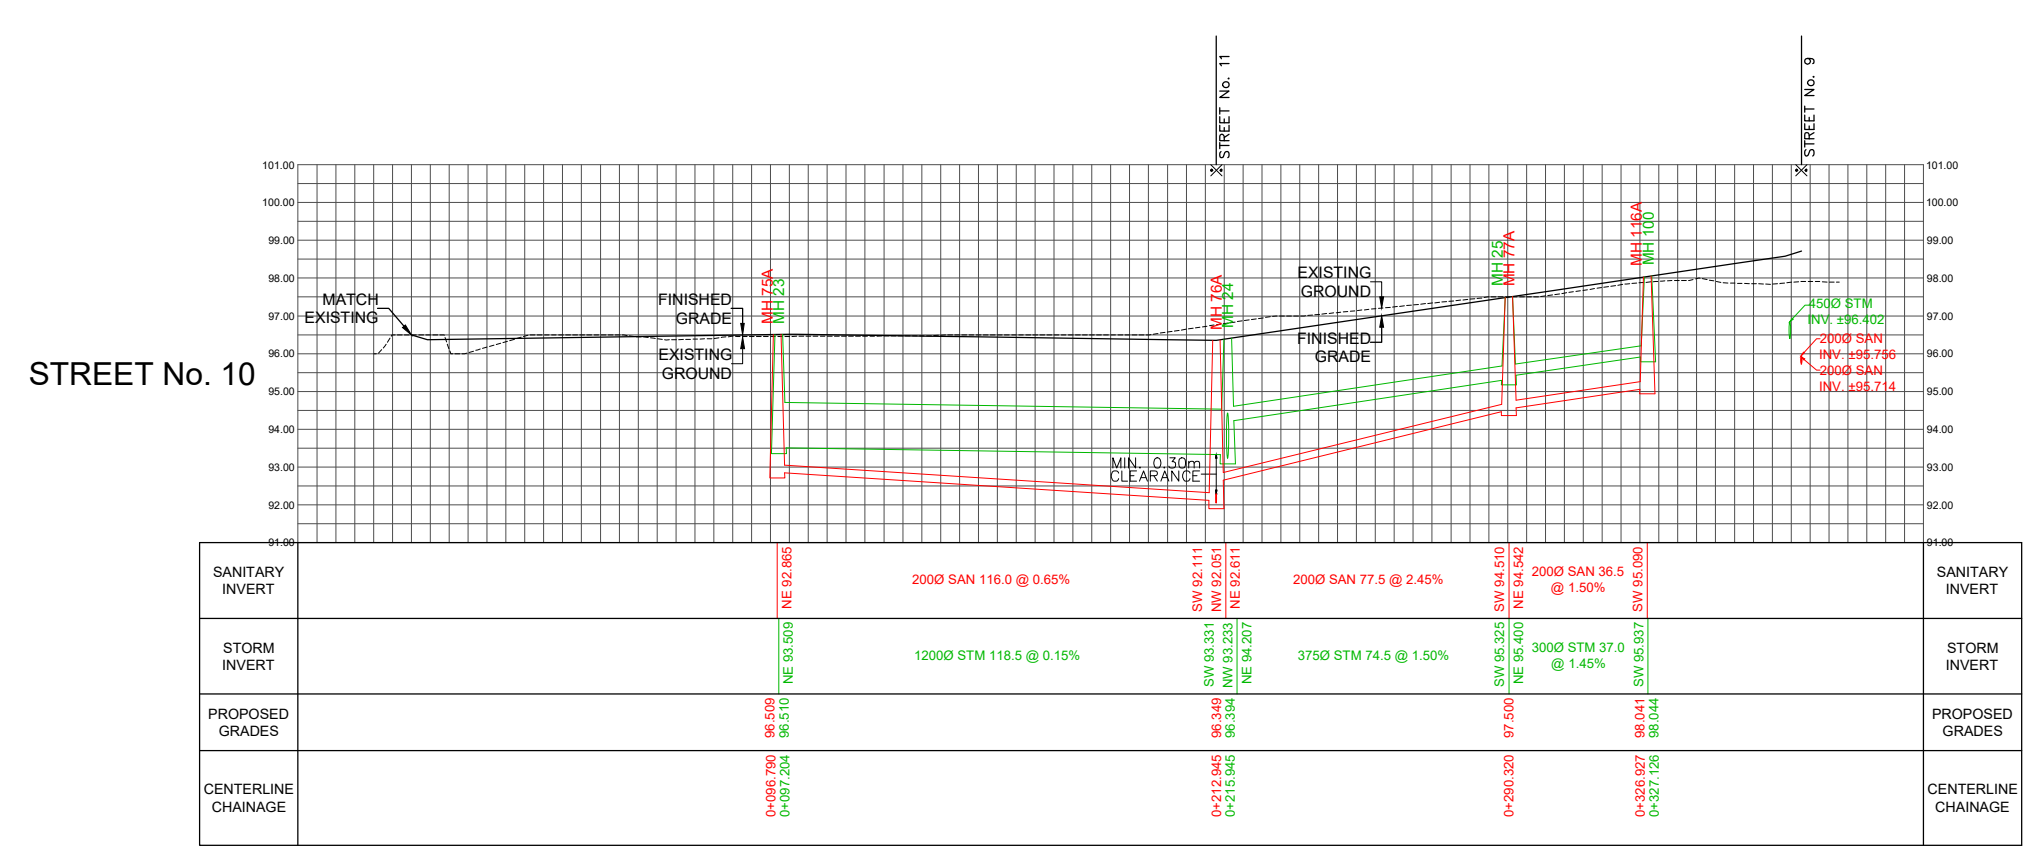 STREET No. 11
STREET No. 9
101.00
101.00
100.00
100.00
99.00
99.00
98.00
98.00
97.00
97.00
96.00
96.00
95.00
95.00
94.00
94.00
93.00
93.00
92.00
92.00
91.00
91.00
STREET No. 10
MATCH
EXISTING
FINISHED
GRADE
EXISTING
GROUND
MH 75A
MH 23
MH 76A
MH 24
MIN. 0.30m
CLEARANCE
EXISTING
GROUND
FINISHED
GRADE
MH 25
MH 77A
MH 116A
MH 100
450Ø STM
INV. ±96.402
200Ø SAN
INV. ±95.756
200Ø SAN
INV. ±95.714
SANITARY
INVERT
NE 92.865
200Ø SAN 116.0 @ 0.65%
SW 92.111
NW 92.051
NE 92.611
200Ø SAN 77.5 @ 2.45%
SW 94.510
NE 94.542
200Ø SAN 36.5
@ 1.50%
SW 95.090
SANITARY
INVERT
STORM
INVERT
NE 93.509
1200Ø STM 118.5 @ 0.15%
SW 93.331
NW 93.233
NE 94.207
375Ø STM 74.5 @ 1.50%
SW 95.325
NE 95.400
300Ø STM 37.0
@ 1.45%
SW 95.937
STORM
INVERT
PROPOSED
GRADES
96.509
96.510
96.349
96.394
97.500
98.041
98.044
PROPOSED
GRADES
CENTERLINE
CHAINAGE
0+096.790
0+097.204
0+212.945
0+215.945
0+290.320
0+326.927
0+327.126
CENTERLINE
CHAINAGE